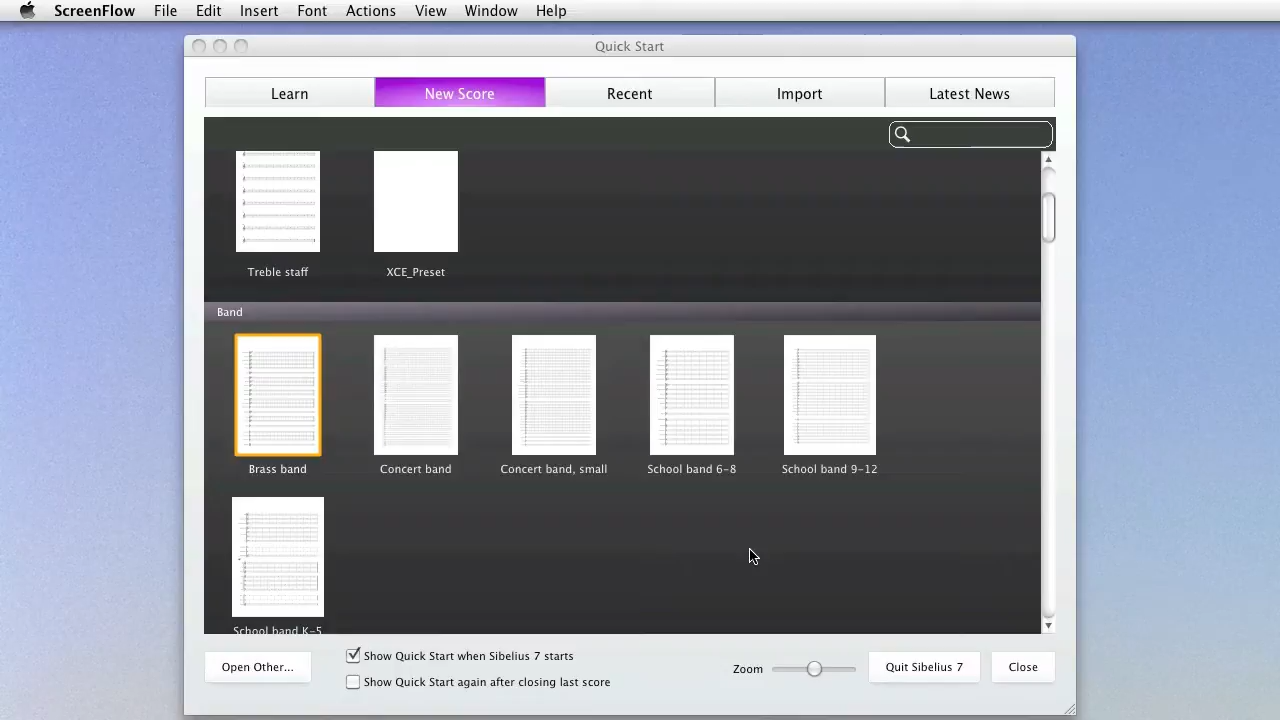 ScreenFlow File Edit Insert Font Actions View Window Help
Quick Start
Learn New Score Recent Import Latest News
Treble staff XCE_Preset
Band
Brass band Concert band Concert band, small School band 6-8 School band 9-12
School band K-5
Open Other... Show Quick Start when Sibelius 7 starts Zoom Quit Sibelius 7 Close
Show Quick Start again after closing last score